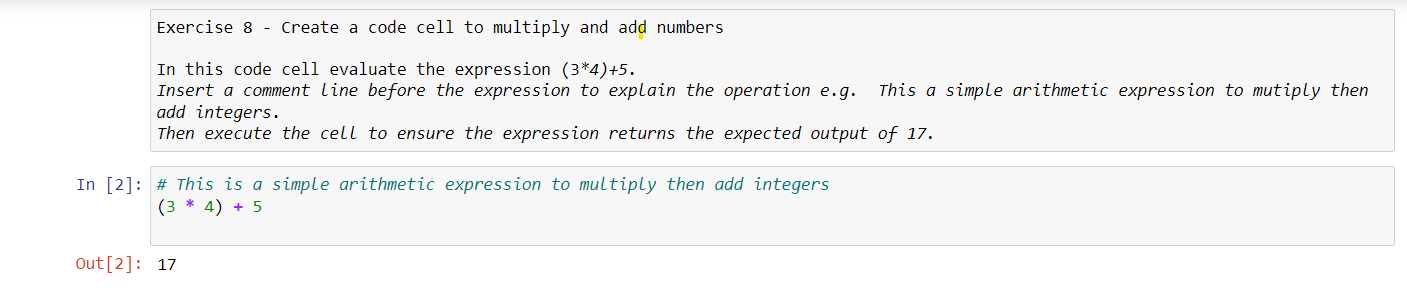 Exercise 8 - Create a code cell to multiply and add numbers
In this code cell evaluate the expression (3*4)+5.
Insert a comment line before the expression to explain the operation e.g.  This a simple arithmetic expression to mutiply then
add integers.
Then execute the cell to ensure the expression returns the expected output of 17.
In [2]: # This is a simple arithmetic expression to multiply then add integers
(3 * 4) + 5
Out[2]: 17